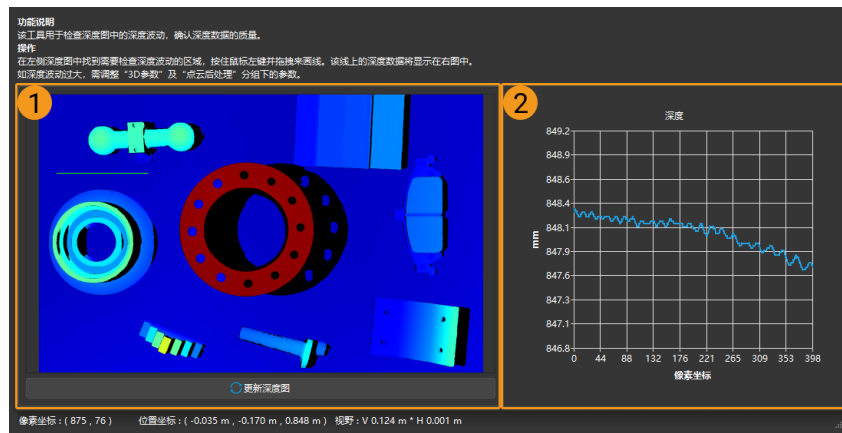 功能说明
该工具用于检查深度图中的深度波动，确认深度数据的质量。
操作
在左侧深度图中找到需要检查深度波动的区域，按住鼠标左键并拖拽来画线。该线上的深度数据将显示在右图中。
如深度波动过大，需调整“3D参数”及“点云后处理”分组下的参数。
1
2
深度
849.2
848.9
848.6
848.4
848.1
847.9
847.6
847.3
847.1
846.8
mm
0 44 88 132 176 221 265 309 353 398
像素坐标
更新深度图
像素坐标：( 875 , 76 ) 位置坐标：( -0.035 m , -0.170 m , 0.848 m ) 视野：V 0.124 m * H 0.001 m